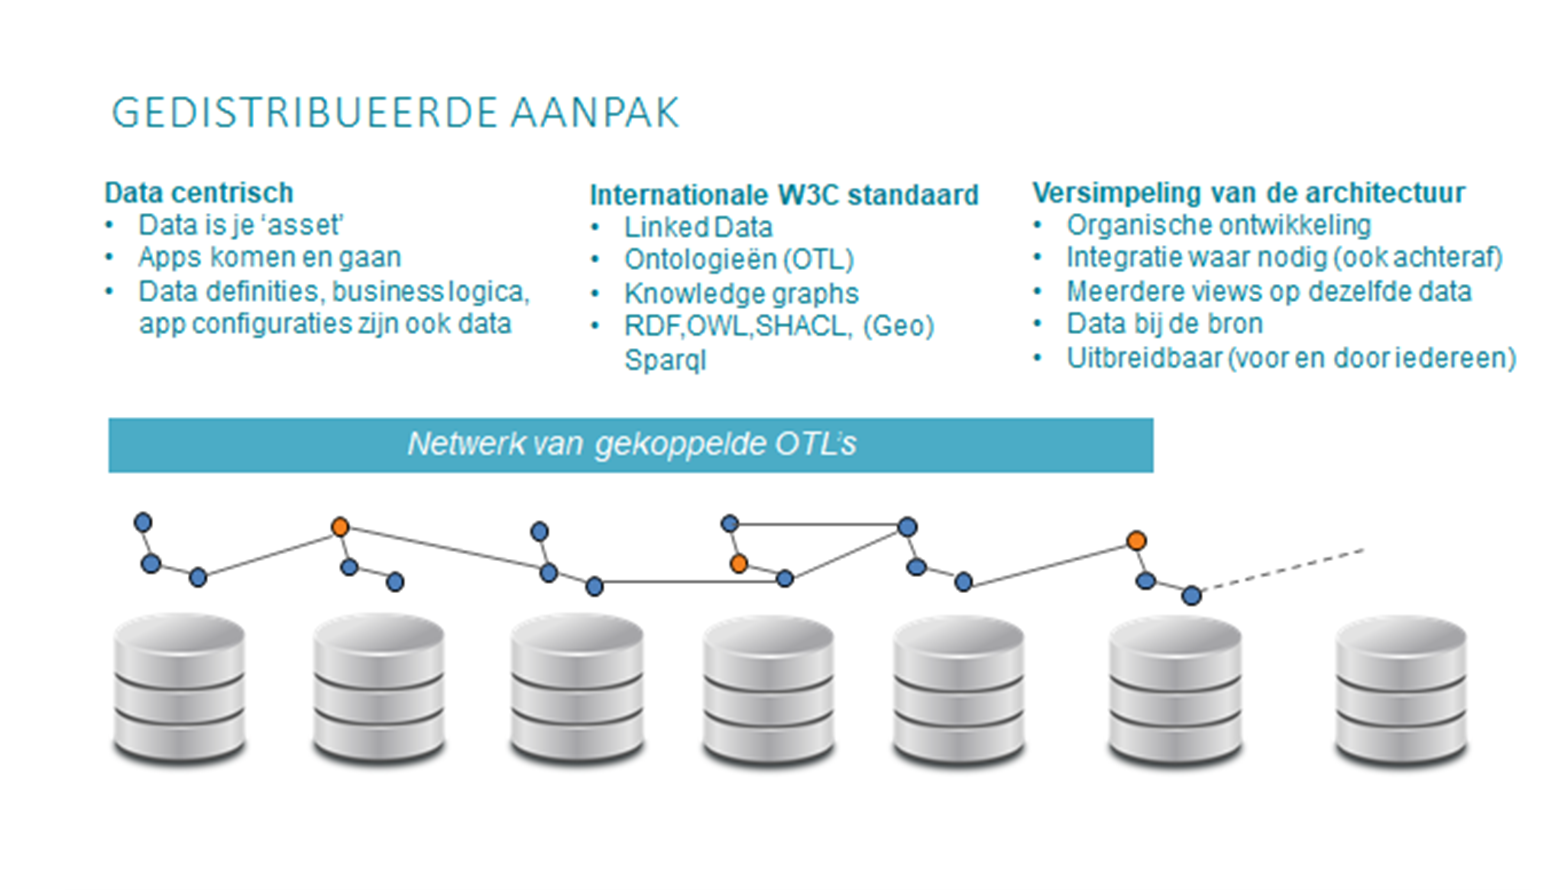 GEDISTRIBUEERDE AANPAK
Data centrisch
• Data is je ‘asset’
• Apps komen en gaan
• Data definities, business logica,
app configuraties zijn ook data
Internationale W3C standaard
• Linked Data
• Ontologieën (OTL)
• Knowledge graphs
• RDF,OWL,SHACL, (Geo)
Sparql
Versimpeling van de architectuur
• Organische ontwikkeling
• Integratie waar nodig (ook achteraf)
• Meerdere views op dezelfde data
• Data bij de bron
• Uitbreidbaar (voor en door iedereen)
Netwerk van gekoppelde OTL’s